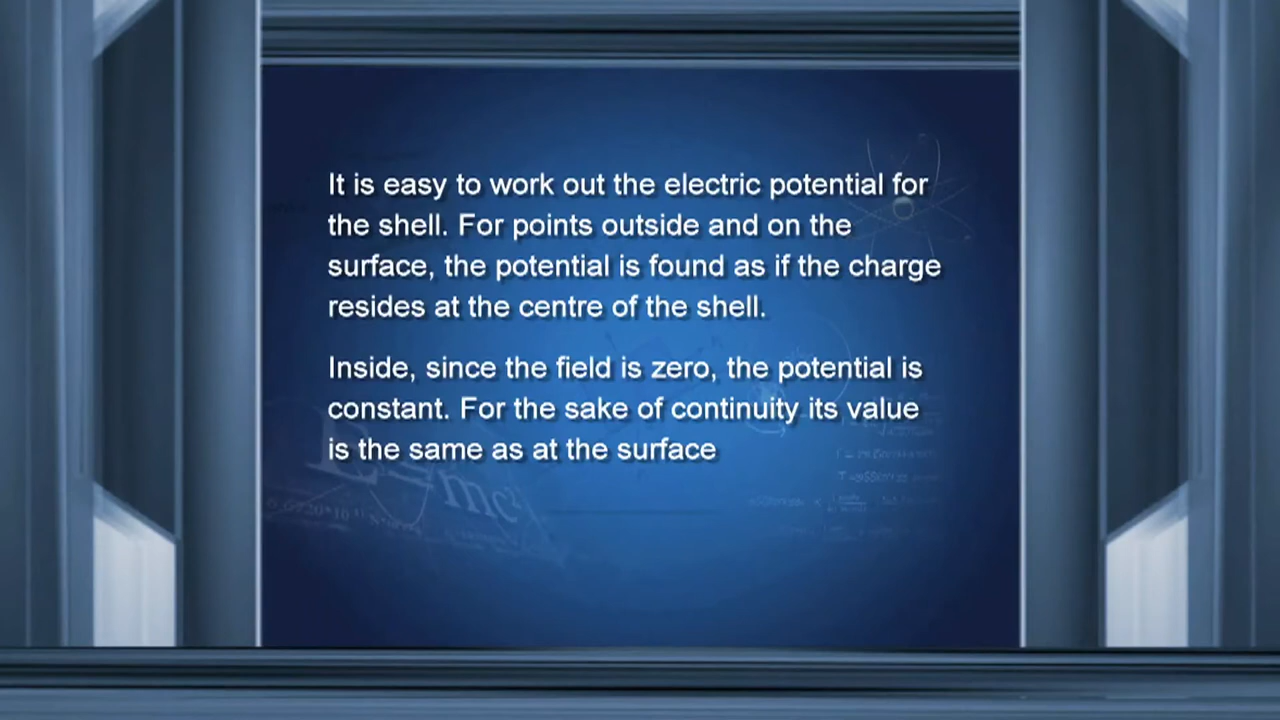 It is easy to work out the electric potential for
the shell. For points outside and on the
surface, the potential is found as if the charge
resides at the centre of the shell.
Inside, since the field is zero, the potential is
constant. For the sake of continuity its value
is the same as at the surface
E=mc²